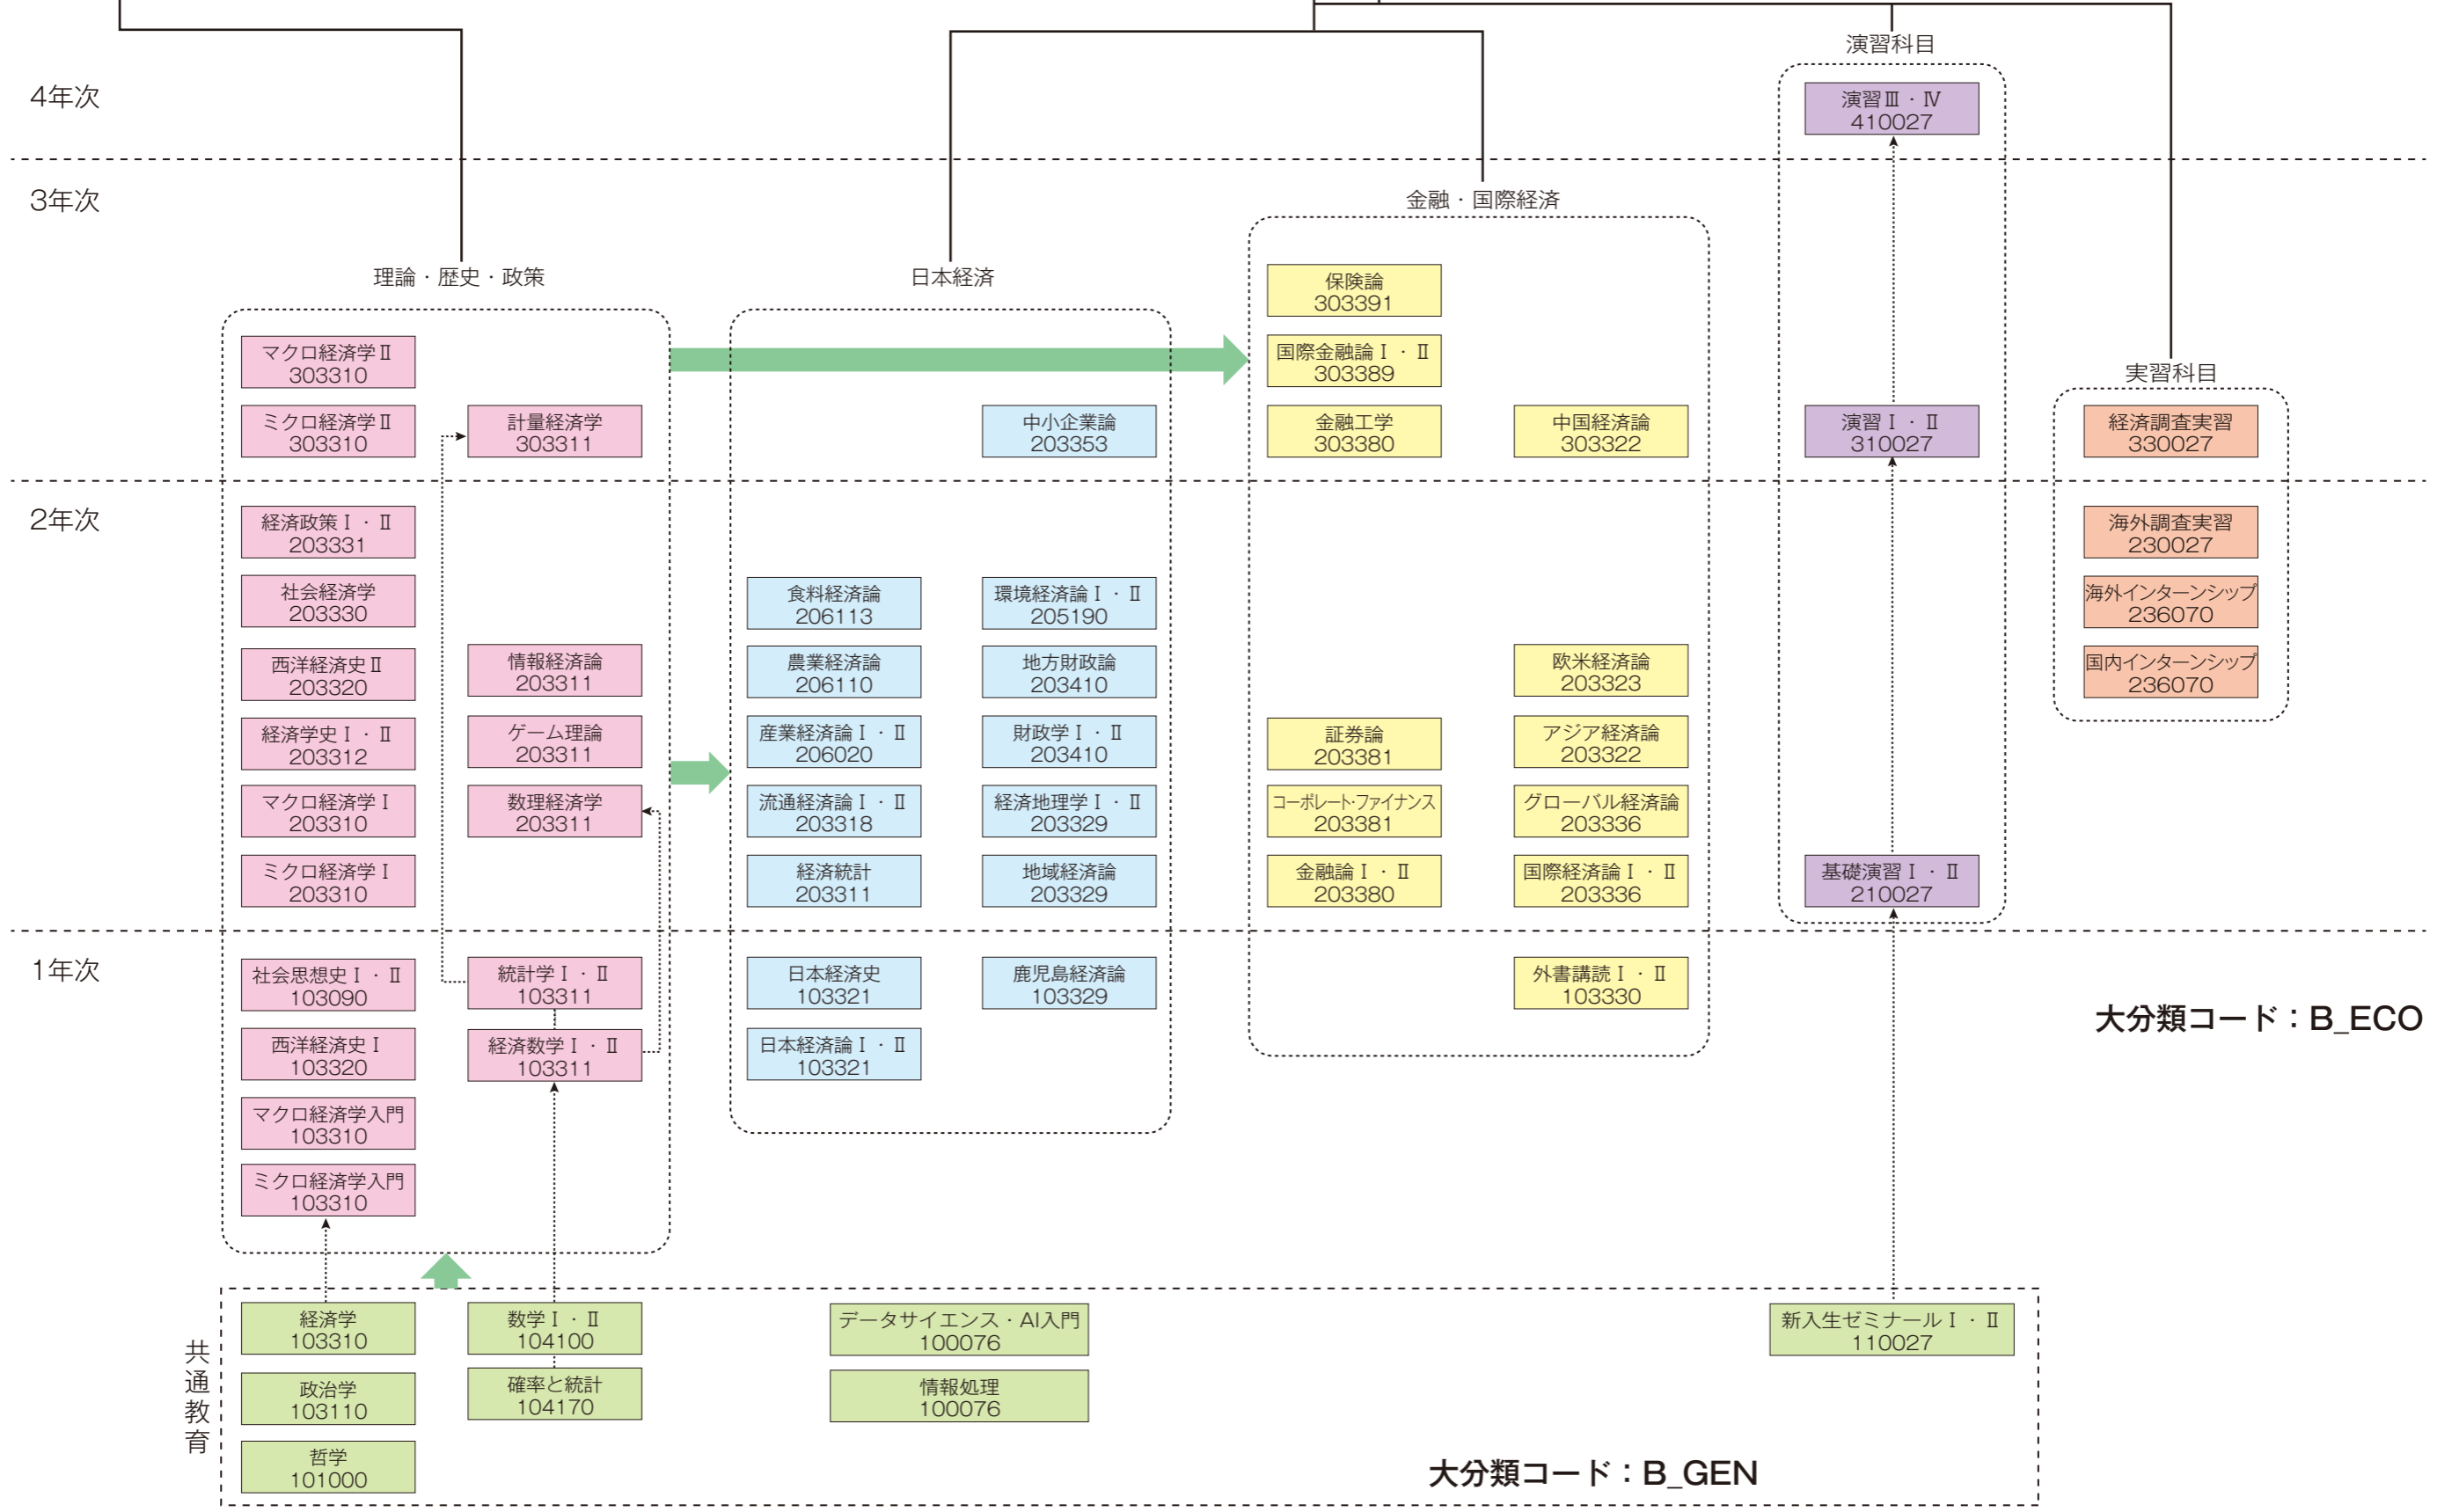 演習科目
4年次
演習Ⅲ・Ⅳ
410027
3年次
金融・国際経済
理論・歴史・政策
日本経済
保険論
303391
マクロ経済学Ⅱ
303310
国際金融論Ⅰ・Ⅱ
303389
実習科目
ミクロ経済学Ⅱ
303310
計量経済学
303311
中小企業論
203353
金融工学
303380
中国経済論
303322
演習Ⅰ・Ⅱ
310027
経済調査実習
330027
2年次
経済政策Ⅰ・Ⅱ
203331
海外調査実習
230027
社会経済学
203330
食料経済論
206113
環境経済論Ⅰ・Ⅱ
205190
海外インターンシップ
236070
西洋経済史Ⅱ
203320
情報経済論
203311
農業経済論
206110
地方財政論
203410
欧米経済論
203323
国内インターンシップ
236070
経済学史Ⅰ・Ⅱ
203312
ゲーム理論
203311
産業経済論Ⅰ・Ⅱ
206020
財政学Ⅰ・Ⅱ
203410
証券論
203381
アジア経済論
203322
マクロ経済学Ⅰ
203310
数理経済学
203311
流通経済論Ⅰ・Ⅱ
203318
経済地理学Ⅰ・Ⅱ
203329
コーポレート・ファイナンス
203381
グローバル経済論
203336
ミクロ経済学Ⅰ
203310
経済統計
203311
地域経済論
203329
金融論Ⅰ・Ⅱ
203380
国際経済論Ⅰ・Ⅱ
203336
基礎演習Ⅰ・Ⅱ
210027
1年次
社会思想史Ⅰ・Ⅱ
103090
統計学Ⅰ・Ⅱ
103311
日本経済史
103321
鹿児島経済論
103329
外書講読Ⅰ・Ⅱ
103330
大分類コード：B_ECO
西洋経済史Ⅰ
103320
経済数学Ⅰ・Ⅱ
103311
日本経済論Ⅰ・Ⅱ
103321
マクロ経済学入門
103310
ミクロ経済学入門
103310
共通教育
経済学
103310
数学Ⅰ・Ⅱ
104100
データサイエンス・AI入門
100076
新入生ゼミナールⅠ・Ⅱ
110027
政治学
103110
確率と統計
104170
情報処理
100076
哲学
101000
大分類コード：B_GEN